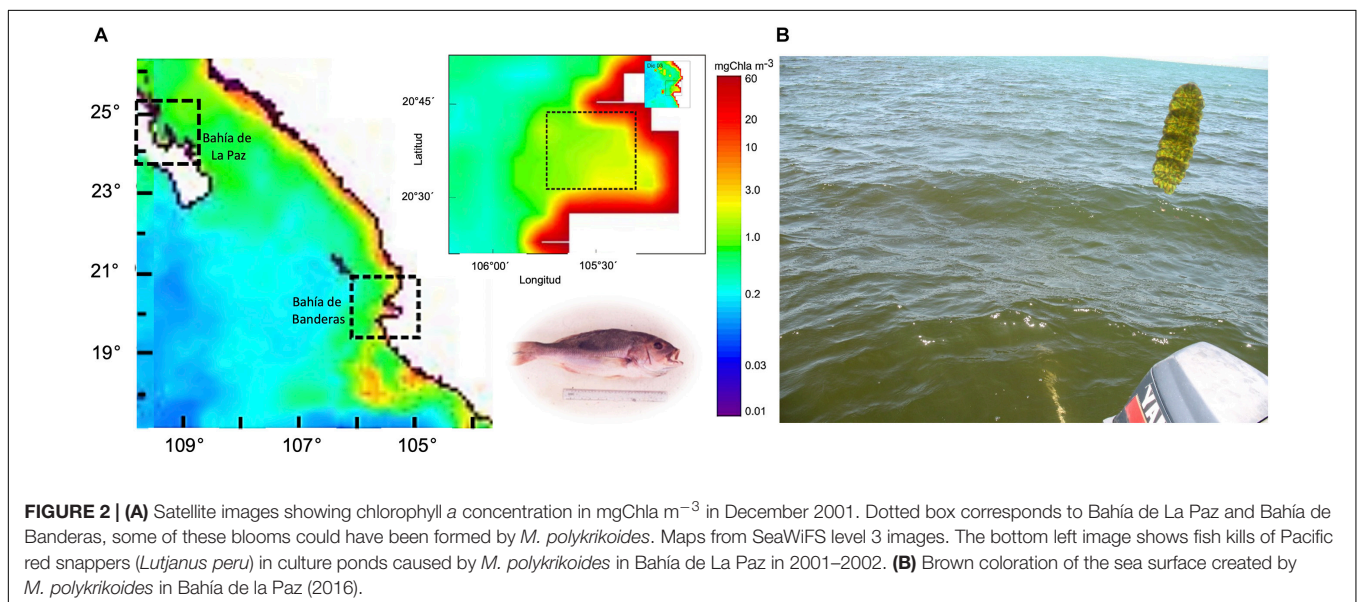 A
B
mgChla m⁻³
60
20
10
3.0
1.0
0.2
0.03
0.01
25°
23°
21°
19°
109°
107°
105°
Bahía de
La Paz
Bahía de
Banderas
20°45´
20°30´
Latitud
106°00´
105°30´
Longitud
YA
FIGURE 2 | (A) Satellite images showing chlorophyll a concentration in mgChla m⁻³ in December 2001. Dotted box corresponds to Bahía de La Paz and Bahía de
Banderas, some of these blooms could have been formed by M. polykrikoides. Maps from SeaWiFS level 3 images. The bottom left image shows fish kills of Pacific
red snappers (Lutjanus peru) in culture ponds caused by M. polykrikoides in Bahía de La Paz in 2001–2002. (B) Brown coloration of the sea surface created by
M. polykrikoides in Bahía de la Paz (2016).